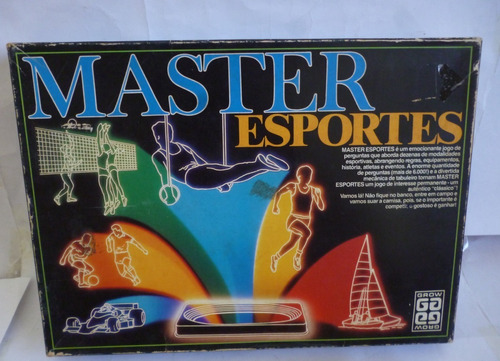 MASTER
ESPORTES
MASTER ESPORTES é um emocionante jogo de
perguntas que aborda dezenas de modalidades
esportivas, abrangendo regras, equipamentos,
história, atletas e eventos. A enorme quantidade
de perguntas (mais de 6.000!) e a divertida
mecânica de tabuleiro tornam MASTER
ESPORTES um jogo de interesse permanente - um
autêntico "clássico"!
Vamos lá! Não fique no banco, entre em campo e
vamos suar a camisa, pois, se o importante é
competir, o gostoso é ganhar!
GROW
GROW